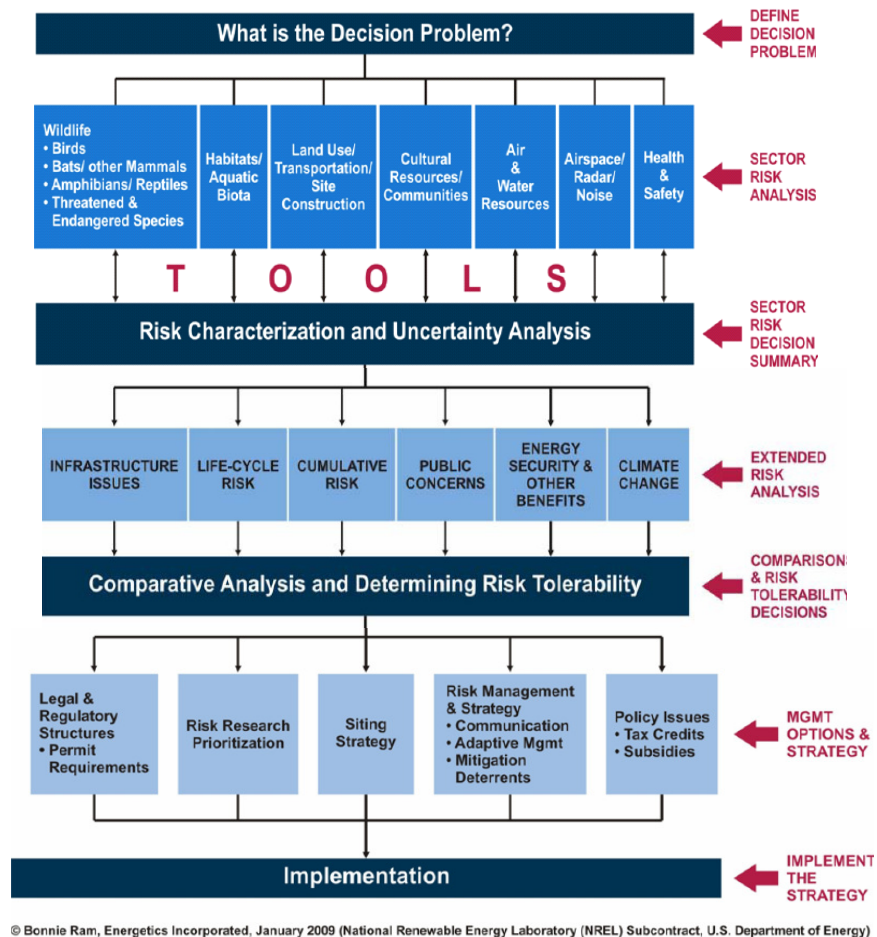 What is the Decision Problem?
DEFINE
DECISION
PROBLEM
Wildlife
• Birds
• Bats/ other Mammals
• Amphibians/ Reptiles
• Threatened &
Endangered Species
Habitats/
Aquatic
Biota
Land Use/
Transportation/
Site
Construction
Cultural
Resources/
Communities
Air
&
Water
Resources
Airspace/
Radar/
Noise
Health
&
Safety
SECTOR
RISK
ANALYSIS
T O O L S
Risk Characterization and Uncertainty Analysis
SECTOR
RISK
DECISION
SUMMARY
INFRASTRUCTURE
ISSUES
LIFE-CYCLE
RISK
CUMULATIVE
RISK
PUBLIC
CONCERNS
ENERGY
SECURITY &
OTHER
BENEFITS
CLIMATE
CHANGE
EXTENDED
RISK
ANALYSIS
Comparative Analysis and Determining Risk Tolerability
COMPARISONS
& RISK
TOLERABILITY
DECISIONS
Legal &
Regulatory
Structures
• Permit
Requirements
Risk Research
Prioritization
Siting
Strategy
Risk Management
& Strategy
• Communication
• Adaptive Mgmt
• Mitigation
Deterrents
Policy Issues
• Tax Credits
• Subsidies
MGMT
OPTIONS &
STRATEGY
Implementation
IMPLEMENT
THE
STRATEGY
© Bonnie Ram, Energetics Incorporated, January 2009 (National Renewable Energy Laboratory (NREL) Subcontract, U.S. Department of Energy)